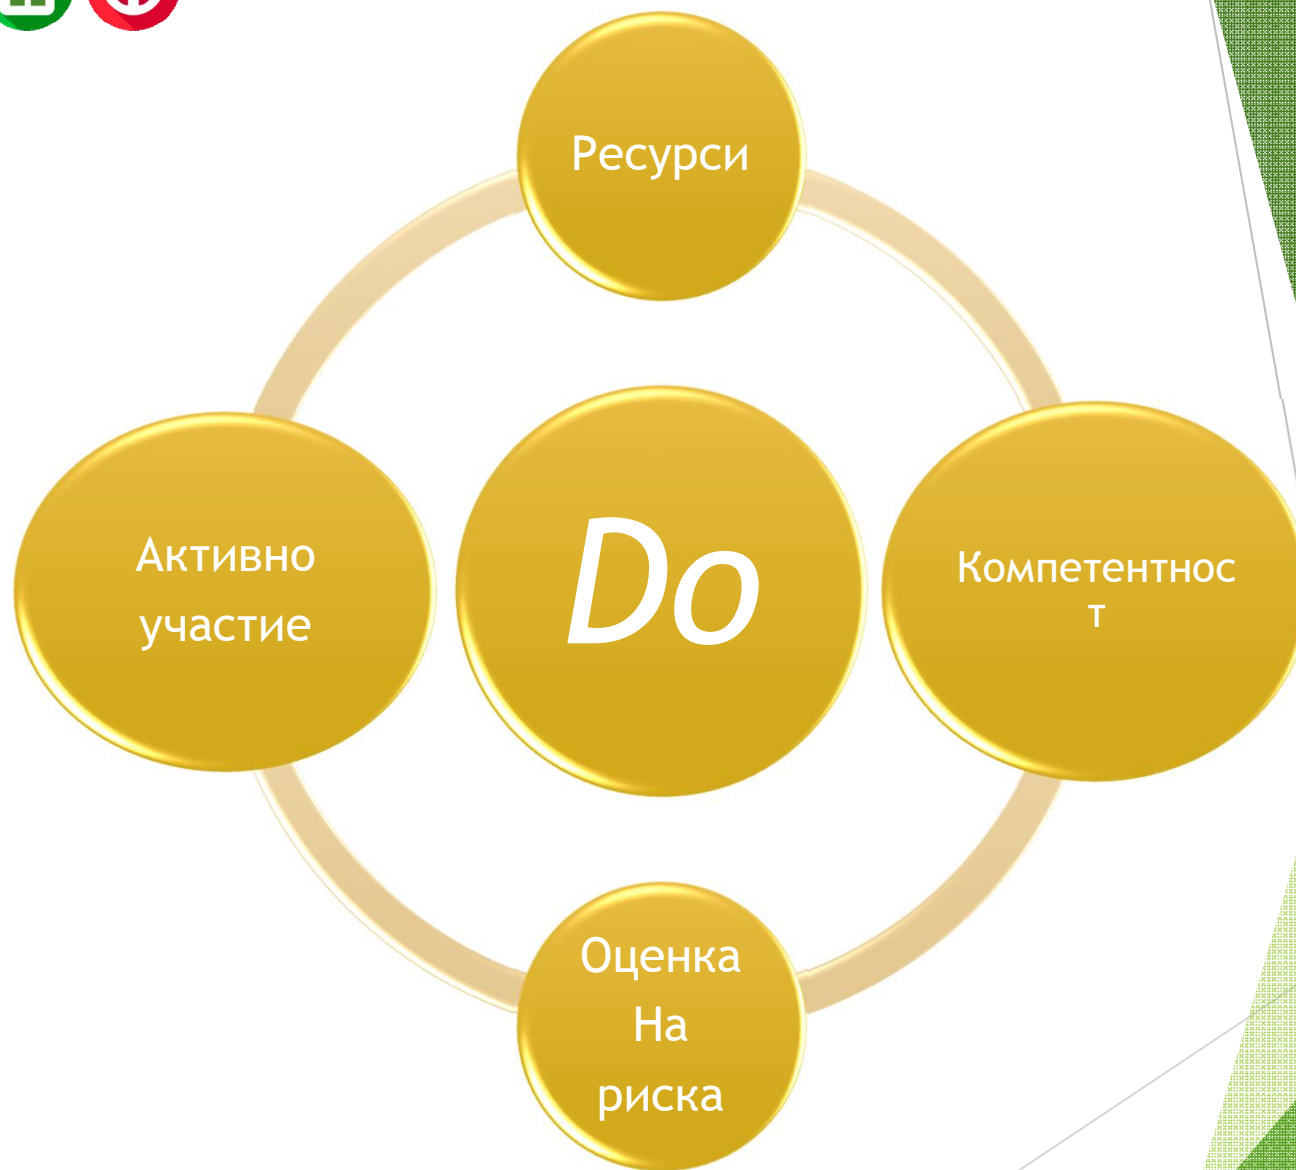 Ресурси
Активно
участие
Do
Компетентнос
т
Оценка
На
риска